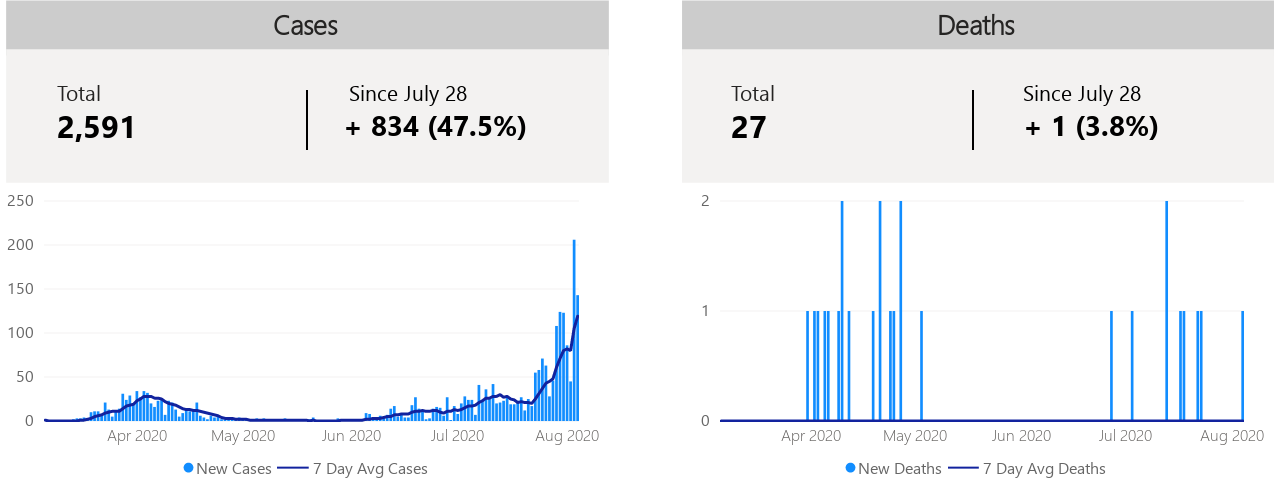 Cases
Total
2,591
Since July 28
+ 834 (47.5%)
250
200
150
100
50
0
Apr 2020 May 2020 Jun 2020 Jul 2020 Aug 2020
New Cases 7 Day Avg Cases
Deaths
Total
27
Since July 28
+ 1 (3.8%)
2
1
0
Apr 2020 May 2020 Jun 2020 Jul 2020 Aug 2020
New Deaths 7 Day Avg Deaths